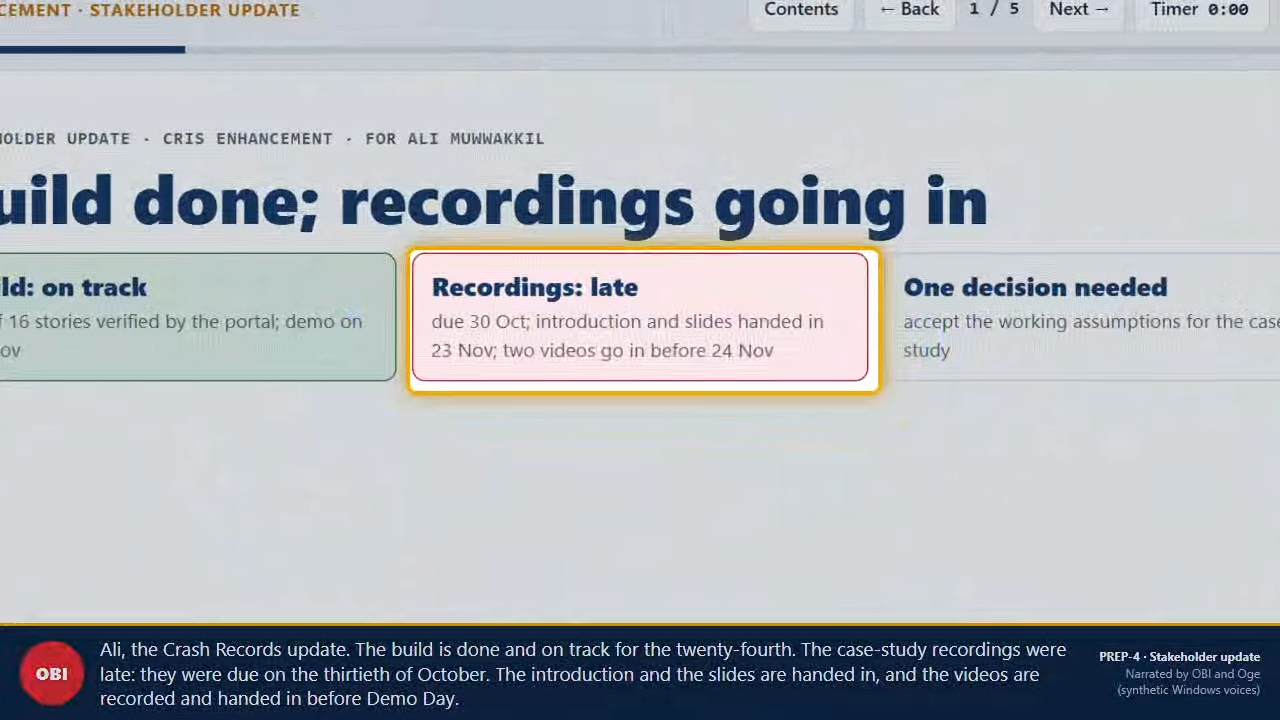 CEMENT · STAKEHOLDER UPDATE
Contents
← Back
1 / 5
Next →
Timer 0:00
HOLDER UPDATE · CRIS ENHANCEMENT · FOR ALI MUWWAKKIL
uild done; recordings going in
ild: on track
f 16 stories verified by the portal; demo on
ov
Recordings: late
due 30 Oct; introduction and slides handed in
23 Nov; two videos go in before 24 Nov
One decision needed
accept the working assumptions for the case
study
OBI
Ali, the Crash Records update. The build is done and on track for the twenty-fourth. The case-study recordings were
late: they were due on the thirtieth of October. The introduction and the slides are handed in, and the videos are
recorded and handed in before Demo Day.
PREP-4 · Stakeholder update
Narrated by OBI and Oge
(synthetic Windows voices)